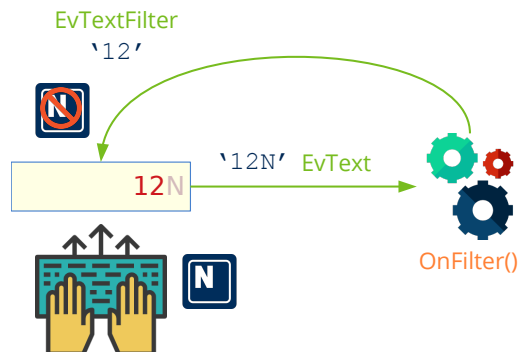 EvTextFilter
‘12’
N
‘12N’ EvText
12N
N
OnFilter()